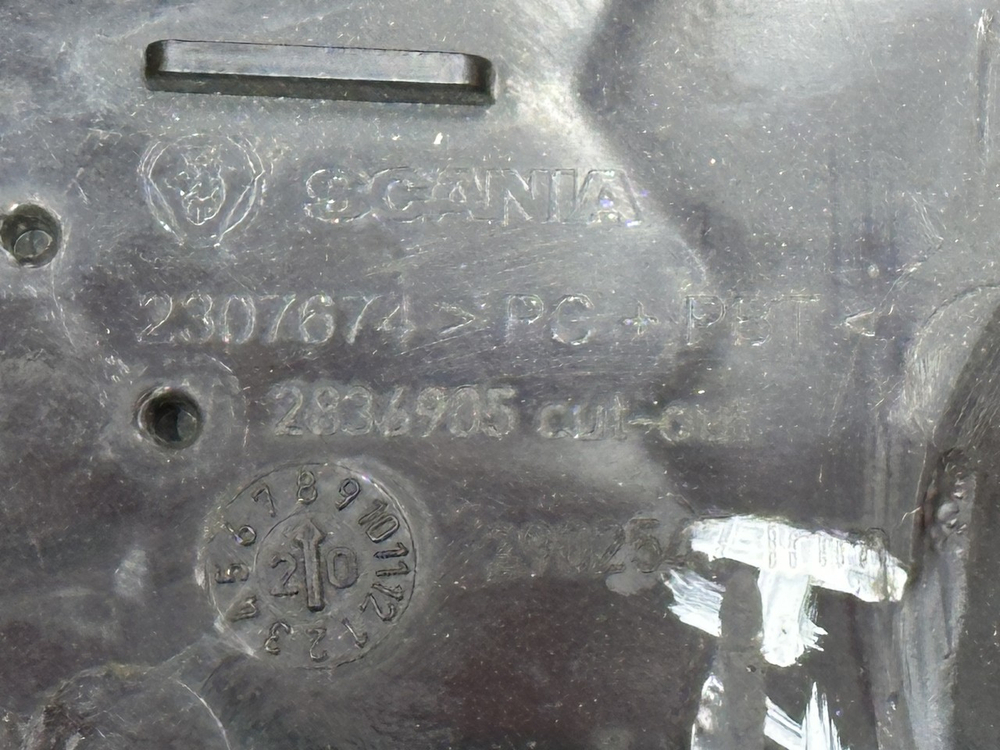 SCANIA
2307674 > PC + PBT <
2836905 cut-out
1 2 3 4 5 6 7 8 9 10 11 12
20